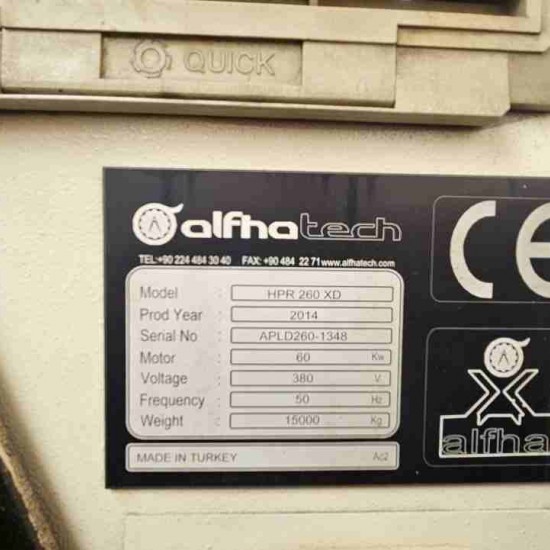 QUICK
alfhatech
TEL:+90 224 484 30 40 FAX: +90 484 22 71 www.alfhatech.com
Model : HPR 260 XD
Prod Year : 2014
Serial No : APLD260-1348
Motor : 60 Kw
Voltage : 380 V
Frequency : 50 Hz
Weight : 15000 Kg
MADE IN TURKEY
CE
alfha